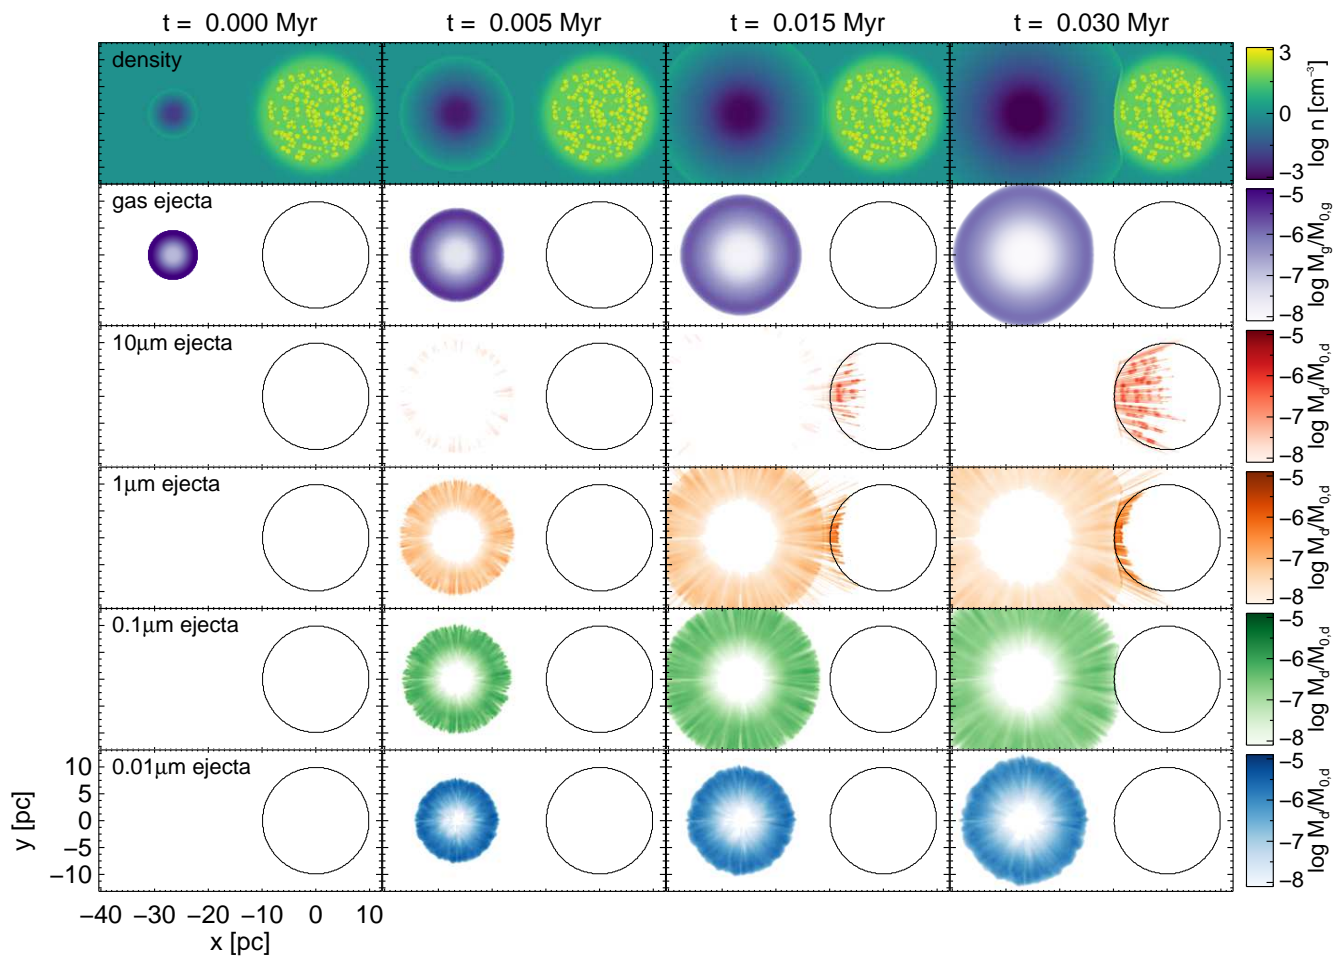 t = 0.000 Myr t = 0.005 Myr t = 0.015 Myr t = 0.030 Myr
density
3
0
−3
log n [cm⁻³]
gas ejecta
−5
−6
−7
−8
log M_g/M_0,g
10μm ejecta
−5
−6
−7
−8
log M_d/M_0,d
1μm ejecta
−5
−6
−7
−8
log M_d/M_0,d
0.1μm ejecta
−5
−6
−7
−8
log M_d/M_0,d
0.01μm ejecta
−5
−6
−7
−8
log M_d/M_0,d
10
5
0
−5
−10
y [pc]
−40 −30 −20 −10 0 10
x [pc]